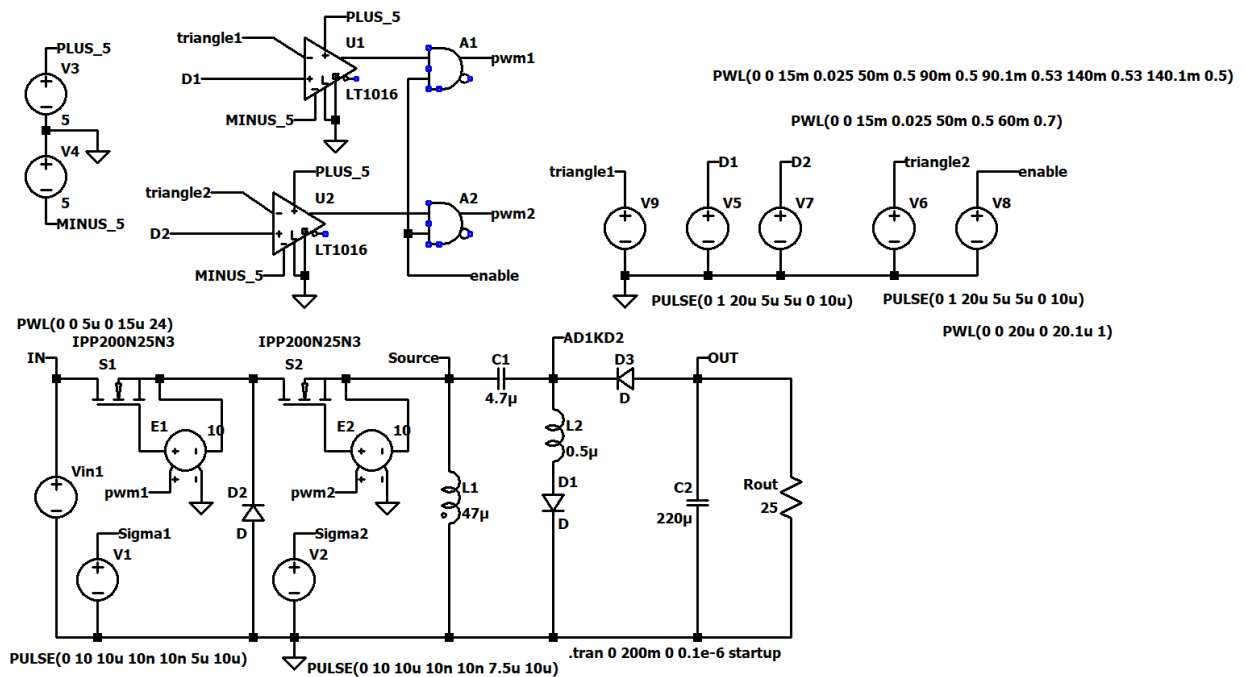 PLUS_5
triangle1
U1
A1
pwm1
PLUS_5
V3
D1
LT1016
PWL(0 0 15m 0.025 50m 0.5 90m 0.5 90.1m 0.53 140m 0.53 140.1m 0.5)
5
MINUS_5
PWL(0 0 15m 0.025 50m 0.5 60m 0.7)
V4
PLUS_5
D1
D2
triangle2
triangle1
enable
triangle2
U2
A2
5
pwm2
V9
V5
V7
V6
V8
MINUS_5
D2
LT1016
MINUS_5
enable
PULSE(0 1 20u 5u 5u 0 10u)
PULSE(0 1 20u 5u 5u 0 10u)
PWL(0 0 5u 0 15u 24)
PWL(0 0 20u 0 20.1u 1)
IPP200N25N3
IPP200N25N3
AD1KD2
IN
S1
S2
Source
C1
D3
OUT
4.7µ
D
E1
10
E2
10
L2
0.5µ
Vin1
pwm1
D2
pwm2
L1
D1
C2
Rout
47µ
D
220µ
25
Sigma1
D
Sigma2
V1
V2
.tran 0 200m 0 0.1e-6 startup
PULSE(0 10 10u 10n 10n 5u 10u)
PULSE(0 10 10u 10n 10n 7.5u 10u)